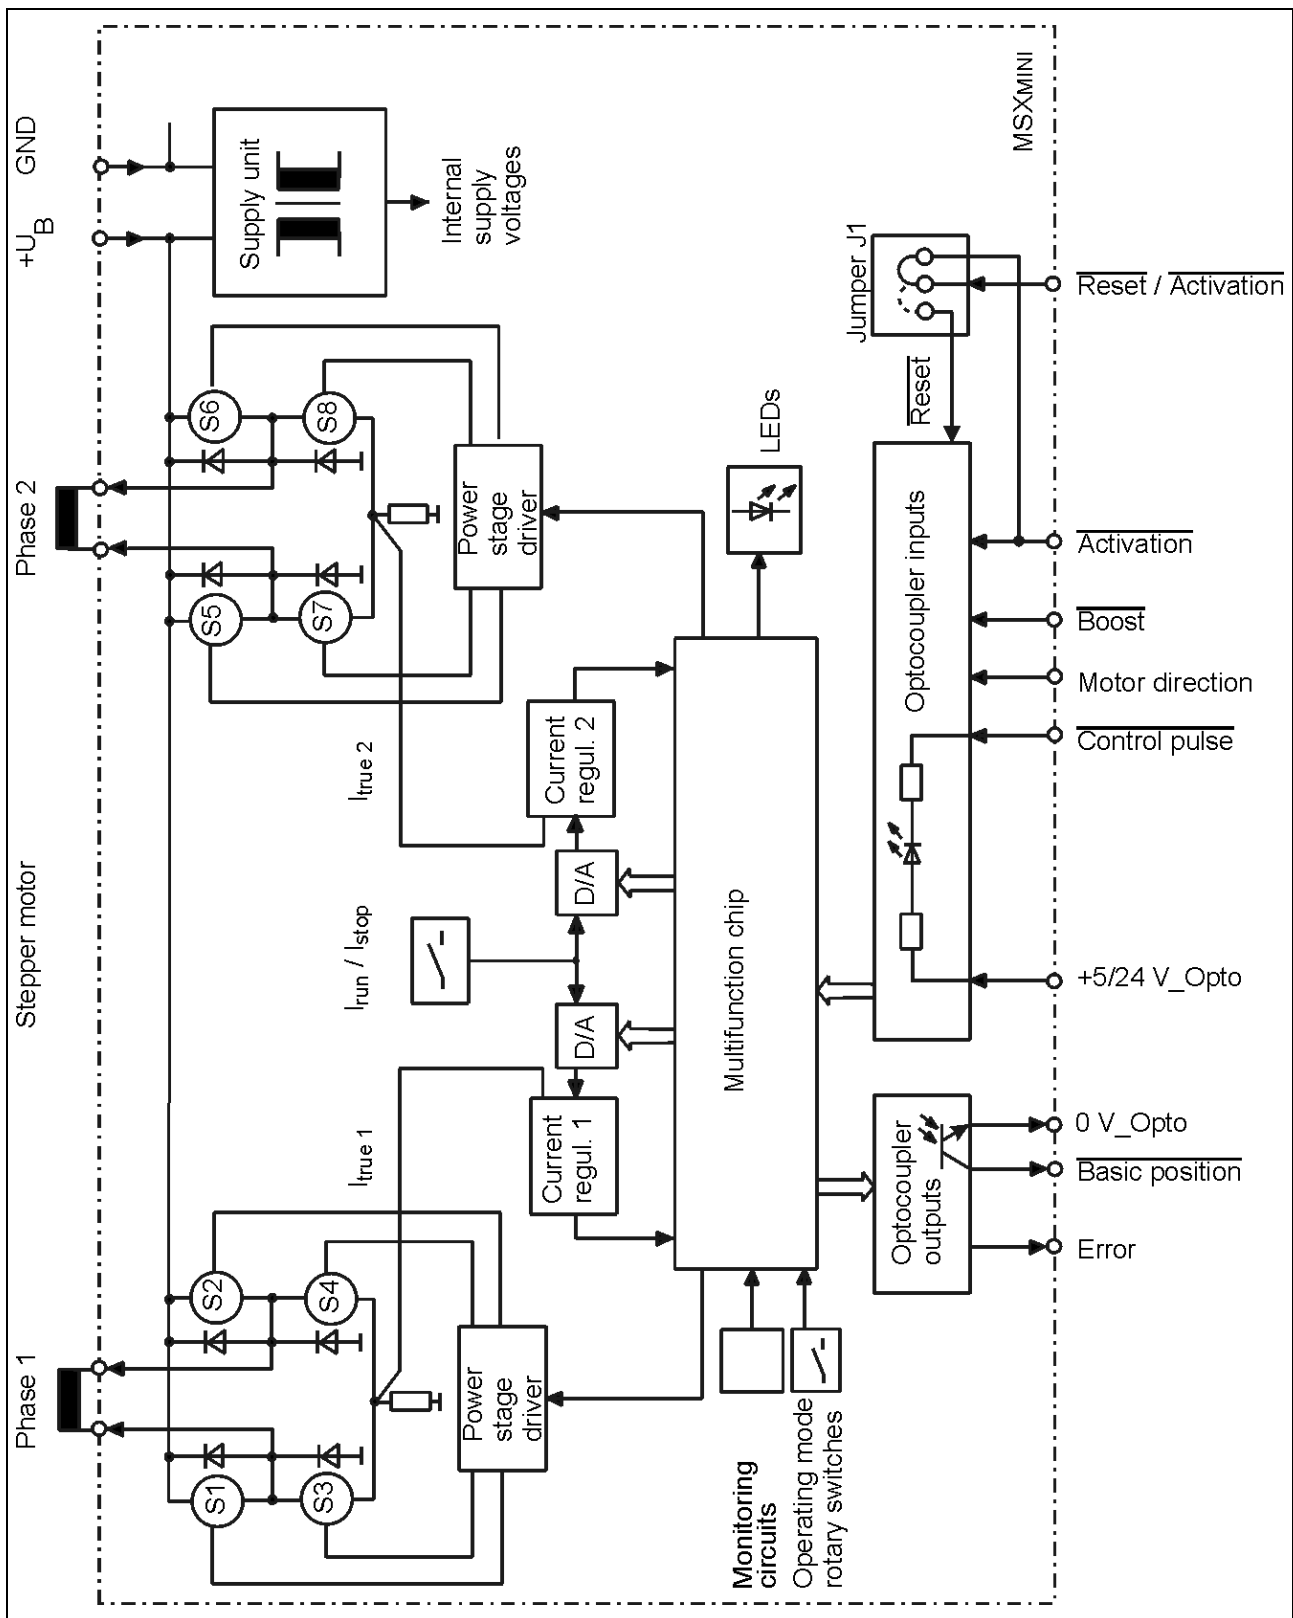 Stepper motor
Phase 1
Phase 2
+UB
GND
S1
S2
S3
S4
S5
S6
S7
S8
Supply unit
Internal
supply
voltages
Power
stage
driver
Power
stage
driver
Itrue 1
Irun / Istop
Itrue 2
Current
regul. 1
D/A
D/A
Current
regul. 2
Multifunction chip
LEDs
Monitoring
circuits
Operating mode
rotary switches
Optocoupler
outputs
Optocoupler inputs
Reset
Jumper J1
MSXMINI
Error
Basic position
0 V_Opto
+5/24 V_Opto
Control pulse
Motor direction
Boost
Activation
Reset / Activation